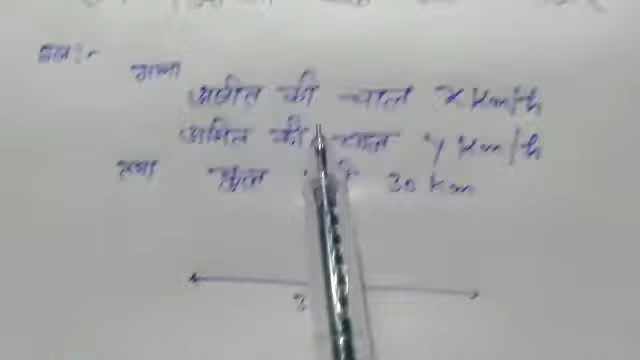 हल:-
माना
अजीत की चाल x km/h
अमित की चाल y km/h
तथा कुल 30 km